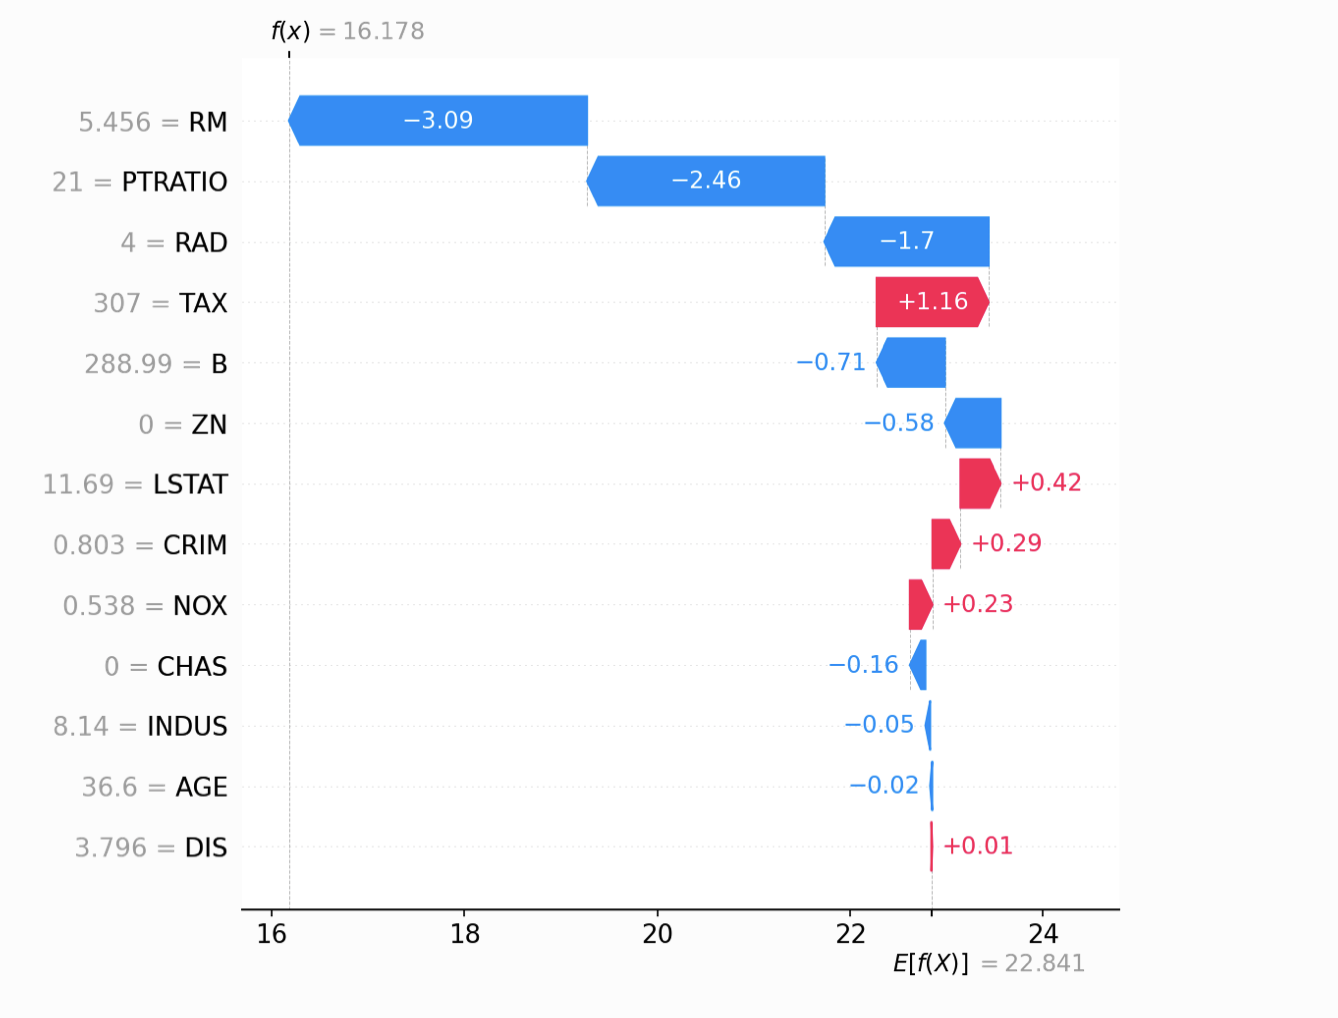 f(x) = 16.178
5.456 = RM −3.09
21 = PTRATIO −2.46
4 = RAD −1.7
307 = TAX +1.16
288.99 = B −0.71
0 = ZN −0.58
11.69 = LSTAT +0.42
0.803 = CRIM +0.29
0.538 = NOX +0.23
0 = CHAS −0.16
8.14 = INDUS −0.05
36.6 = AGE −0.02
3.796 = DIS +0.01
16 18 20 22 24
E[f(X)] = 22.841